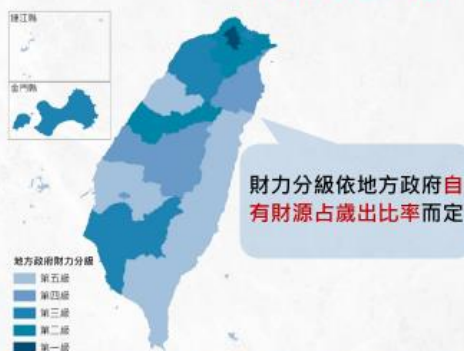 連江縣
金門縣
財力分級依地方政府自
有財源占歲出比率而定
地方政府財力分級
第五級
第四級
第三級
第二級
第一級